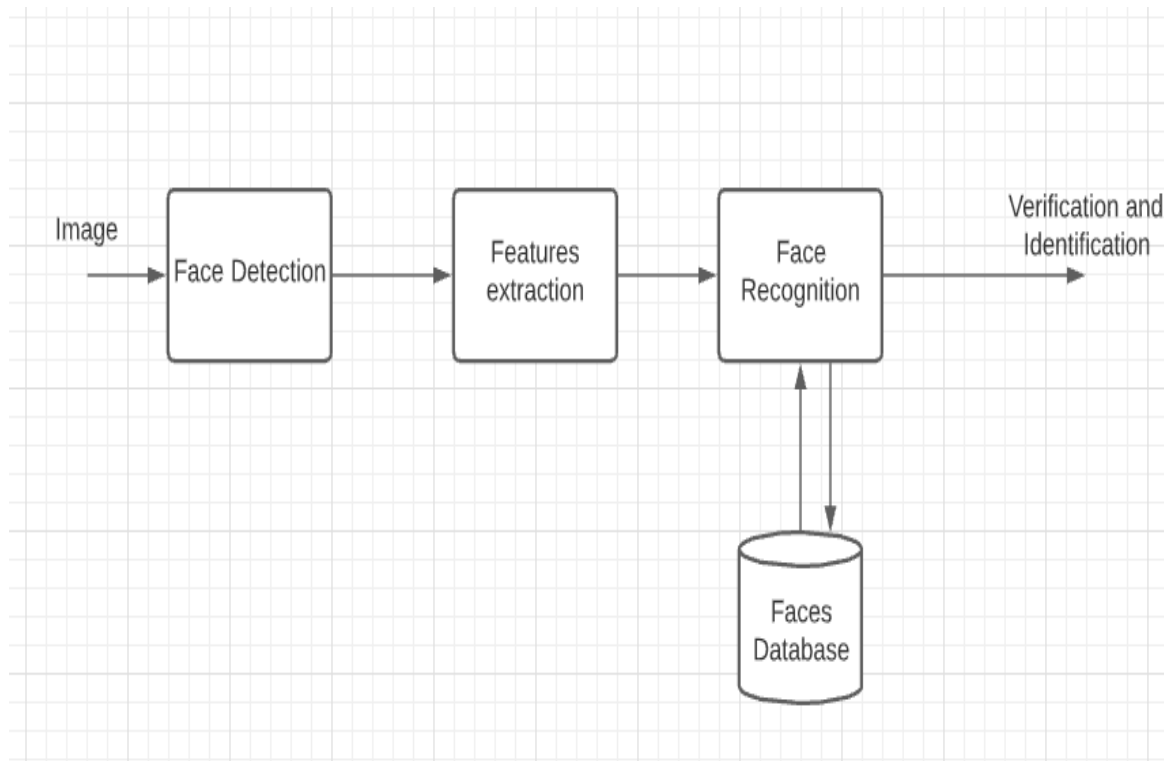 Image
Face Detection
Features
extraction
Face
Recognition
Verification and
Identification
Faces
Database